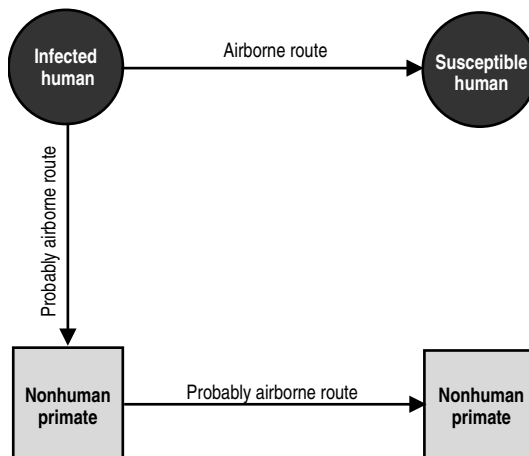 Infected
human
Airborne route
Susceptible
human
Probably airborne route
Nonhuman
primate
Probably airborne route
Nonhuman
primate